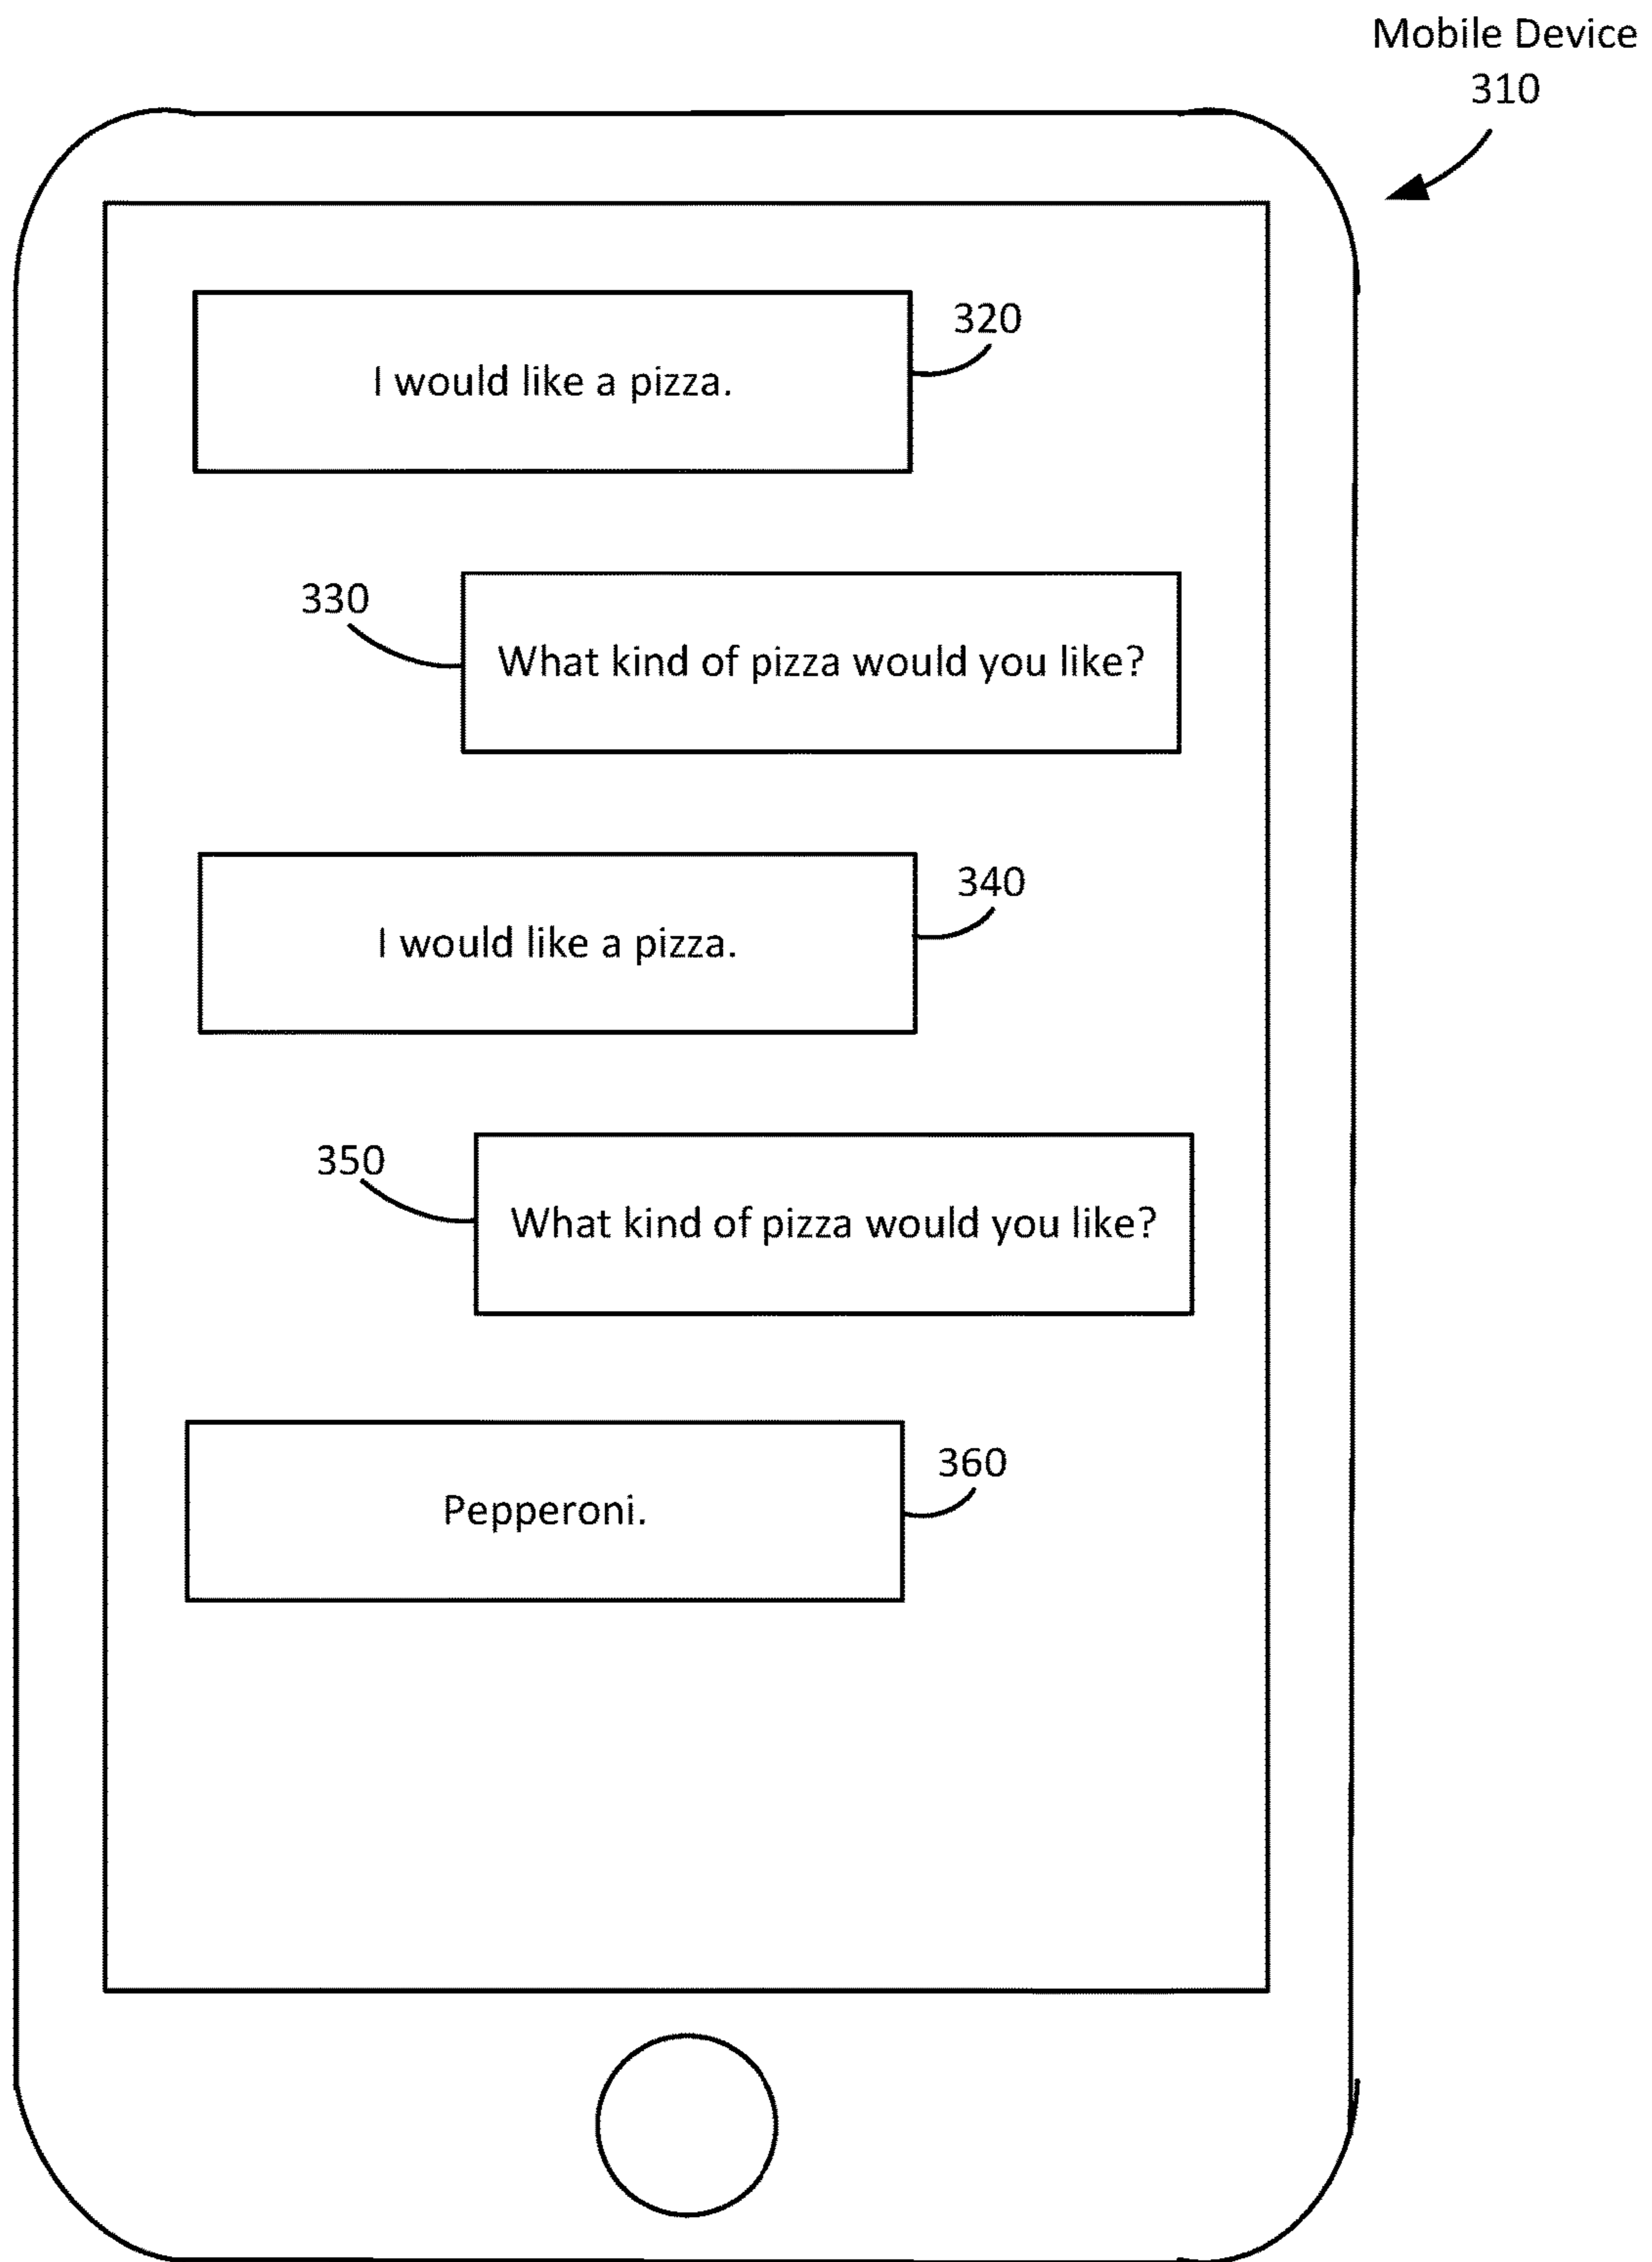 Mobile Device
310
320
I would like a pizza.
330
What kind of pizza would you like?
340
I would like a pizza.
350
What kind of pizza would you like?
360
Pepperoni.